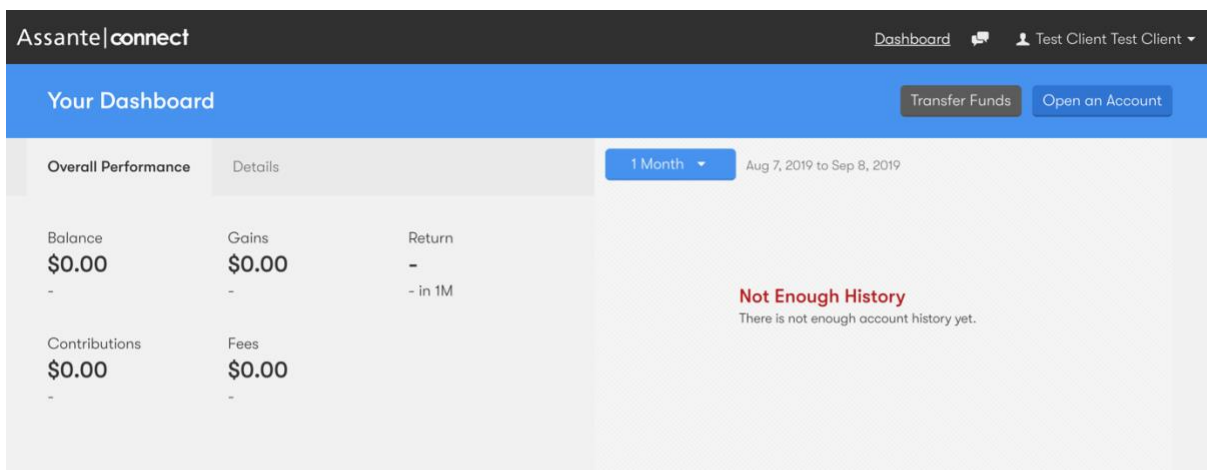 Assante|connect
Dashboard
Test Client Test Client
Your Dashboard
Transfer Funds
Open an Account
Overall Performance
Details
1 Month
Aug 7, 2019 to Sep 8, 2019
Balance
Gains
Return
$0.00
$0.00
-
-
-
- in 1M
Not Enough History
There is not enough account history yet.
Contributions
Fees
$0.00
$0.00
-
-